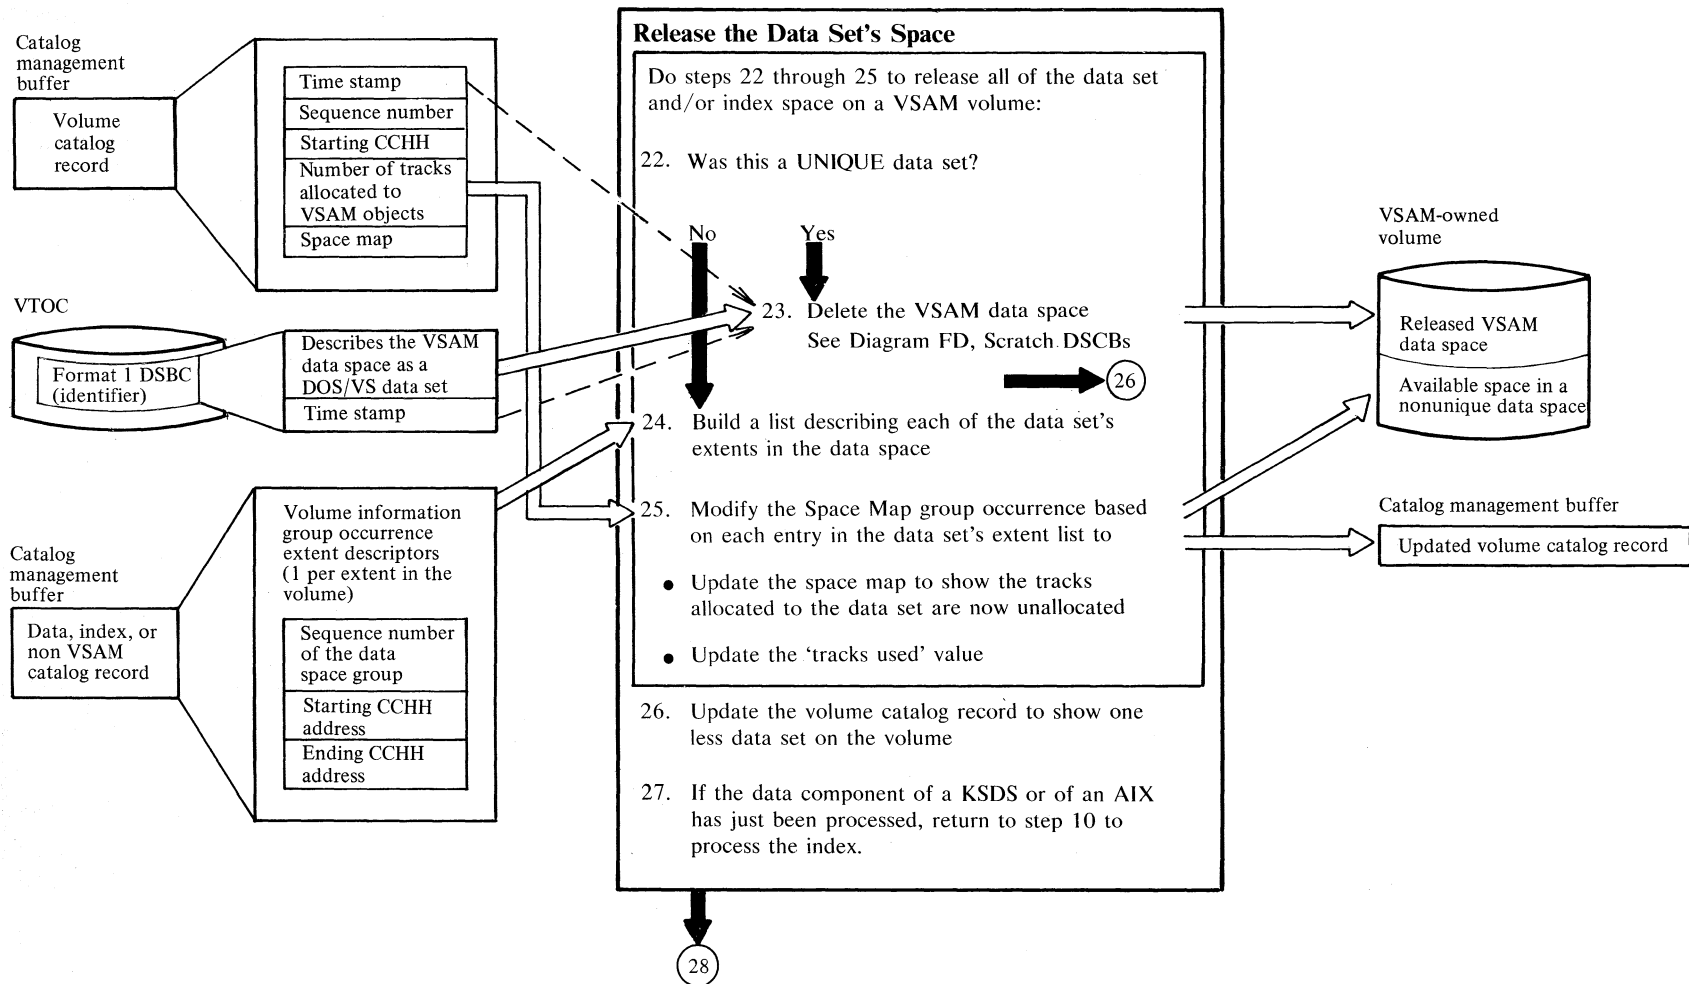 Catalog
management
buffer
Volume
catalog
record
Time stamp
Sequence number
Starting CCHH
Number of tracks
allocated to
VSAM objects
Space map
VTOC
Format 1 DSBC
(identifier)
Describes the VSAM
data space as a
DOS/VS data set
Time stamp
Catalog
management
buffer
Data, index, or
non VSAM
catalog record
Volume information
group occurrence
extent descriptors
(1 per extent in the
volume)
Sequence number
of the data
space group
Starting CCHH
address
Ending CCHH
address
Release the Data Set's Space
Do steps 22 through 25 to release all of the data set
and/or index space on a VSAM volume:
22. Was this a UNIQUE data set?
No Yes
23. Delete the VSAM data space
See Diagram FD, Scratch DSCBs
26
24. Build a list describing each of the data set's
extents in the data space
25. Modify the Space Map group occurrence based
on each entry in the data set's extent list to
• Update the space map to show the tracks
allocated to the data set are now unallocated
• Update the 'tracks used' value
26. Update the volume catalog record to show one
less data set on the volume
27. If the data component of a KSDS or of an AIX
has just been processed, return to step 10 to
process the index.
28
VSAM-owned
volume
Released VSAM
data space
Available space in a
nonunique data space
Catalog management buffer
Updated volume catalog record